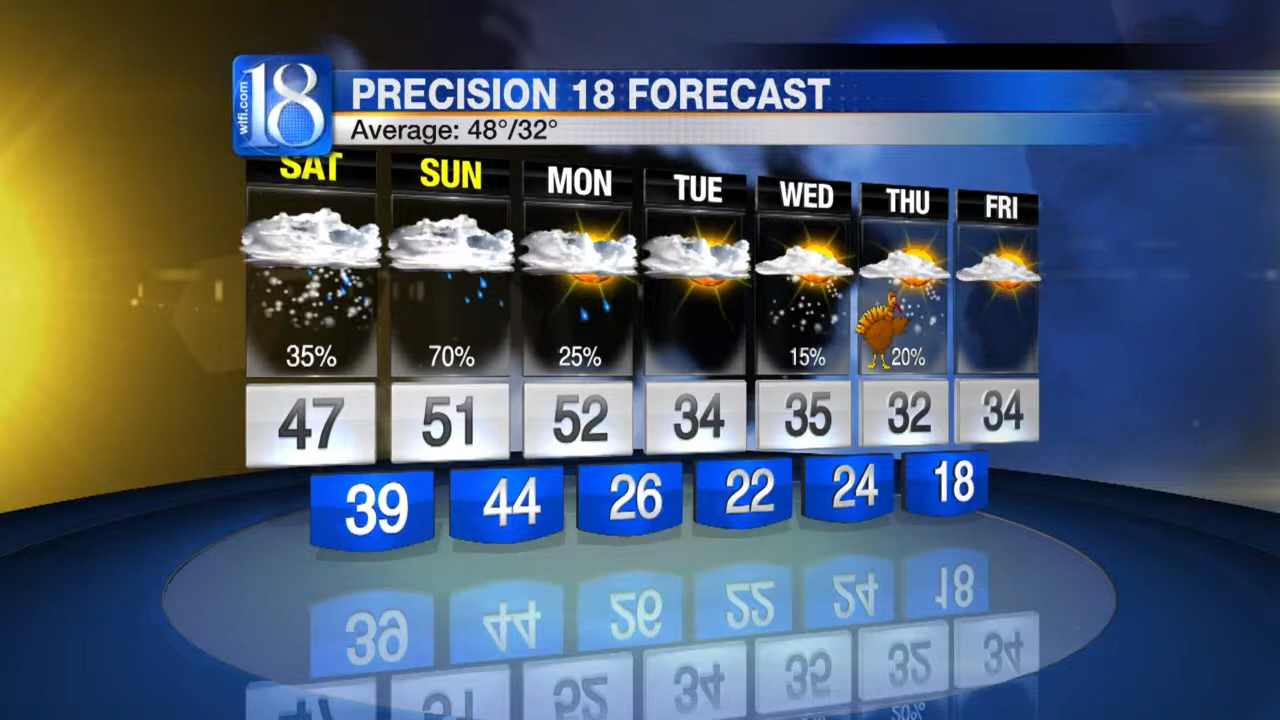 wlfi.com
18
PRECISION 18 FORECAST
Average: 48°/32°
SAT SUN MON TUE WED THU FRI
35% 70% 25% 15% 20%
47 51 52 34 35 32 34
39 44 26 22 24 18